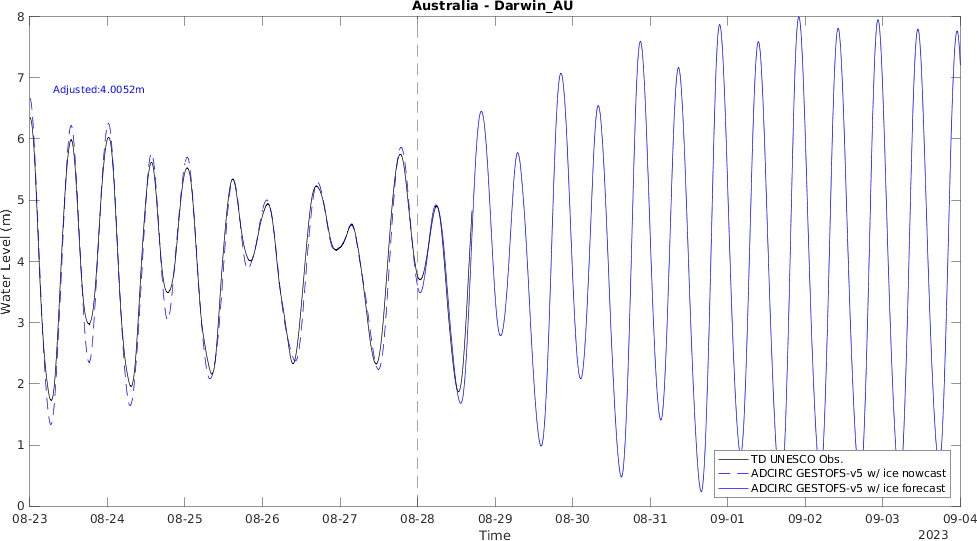 Australia - Darwin_AU
8
7
Adjusted:4.0052m
6
5
4
3
2
1
0
Water Level (m)
TD UNESCO Obs.
ADCIRC GESTOFS-v5 w/ ice nowcast
ADCIRC GESTOFS-v5 w/ ice forecast
08-23 08-24 08-25 08-26 08-27 08-28 08-29 08-30 08-31 09-01 09-02 09-03 09-04
Time
2023